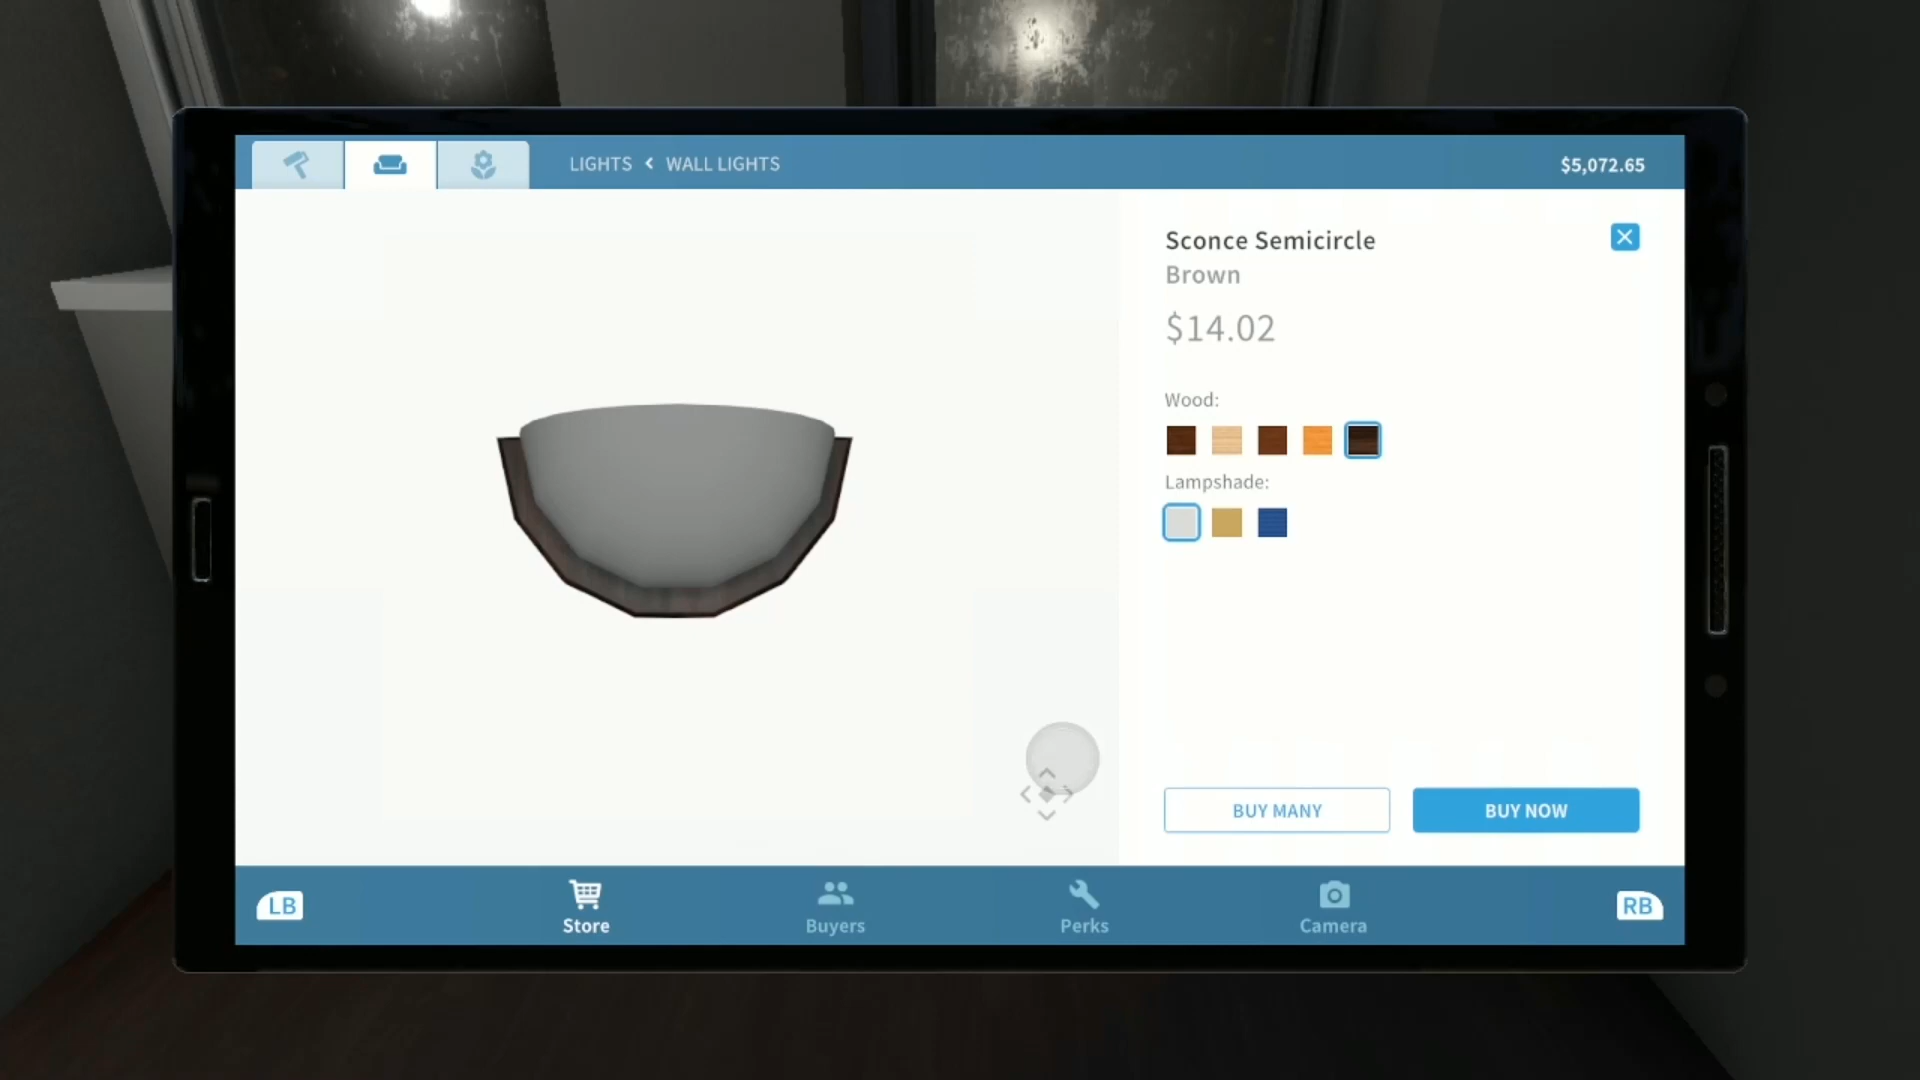 LIGHTS < WALL LIGHTS
$5,072.65
Sconce Semicircle
Brown
$14.02
Wood:
Lampshade:
BUY MANY
BUY NOW
LB
Store
Buyers
Perks
Camera
RB